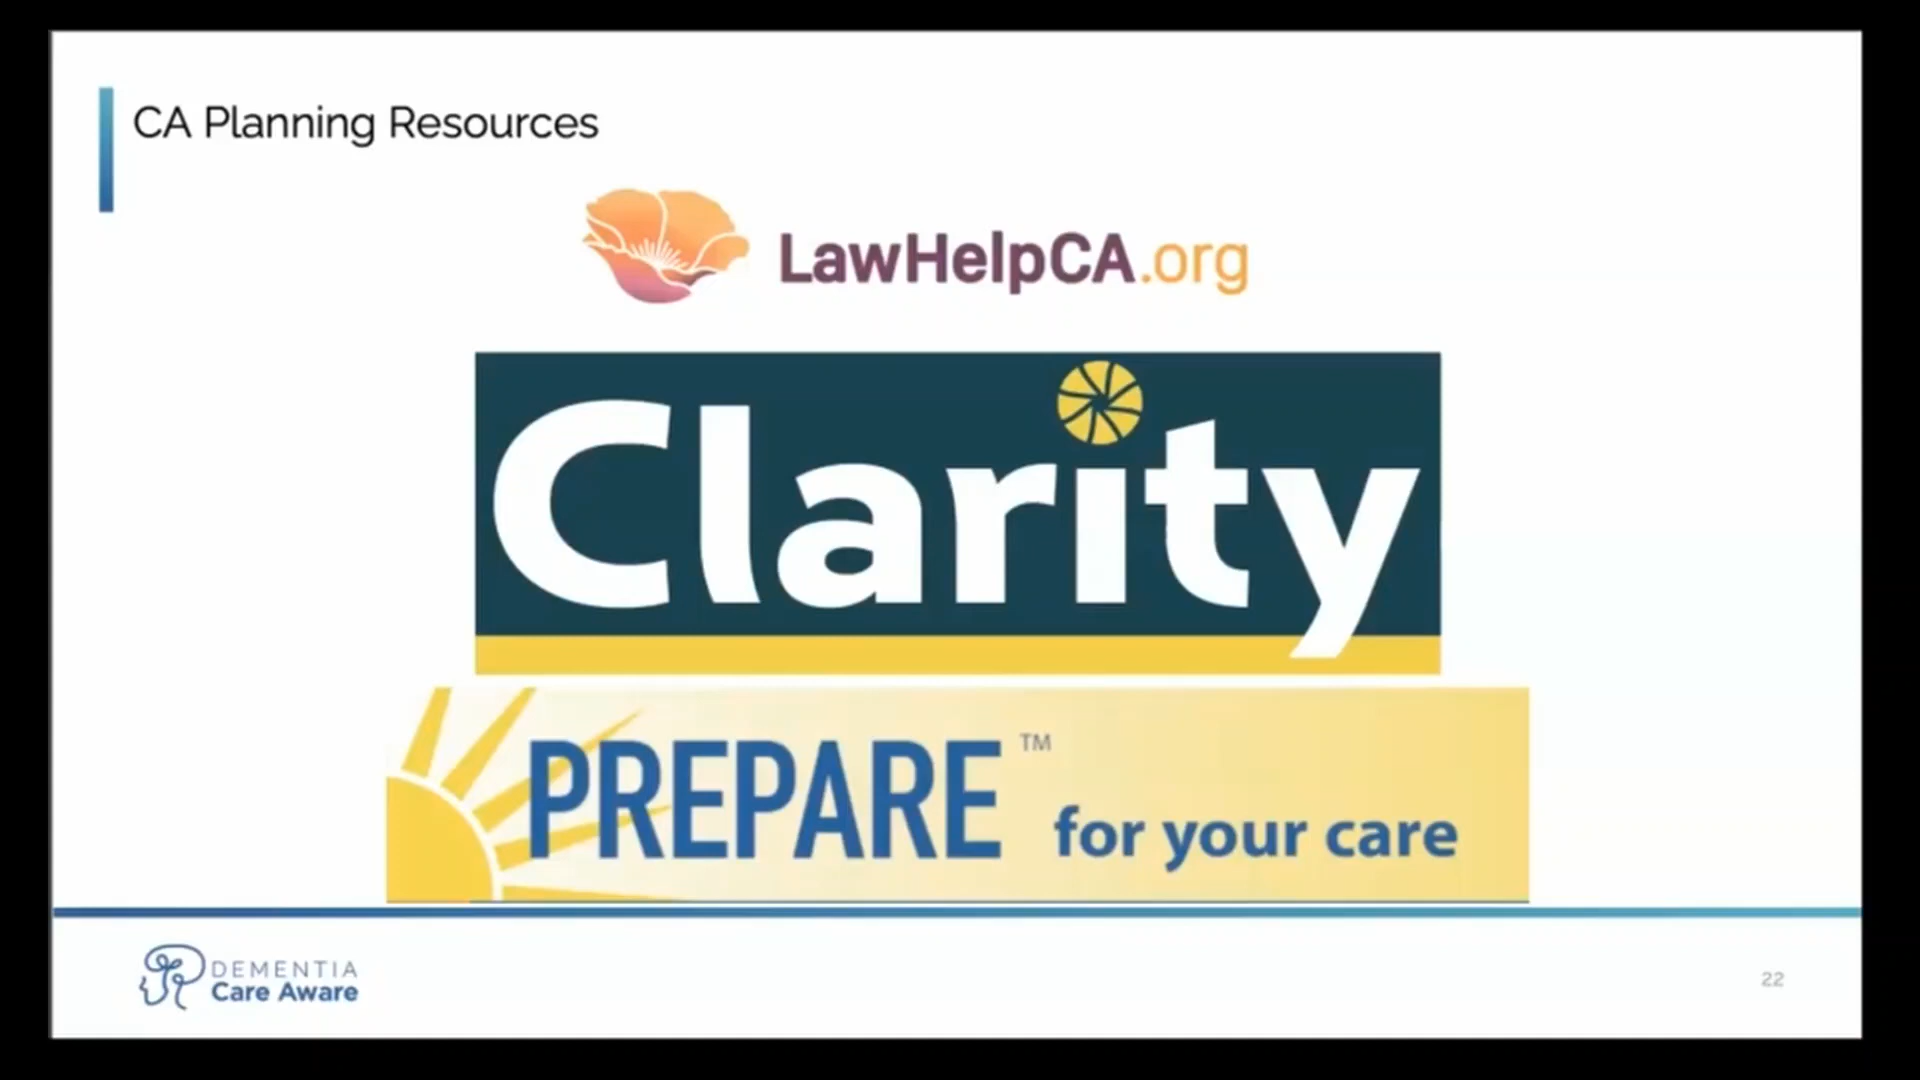 CA Planning Resources
LawHelpCA.org
Clarity
PREPARE™ for your care
DEMENTIA
Care Aware
22